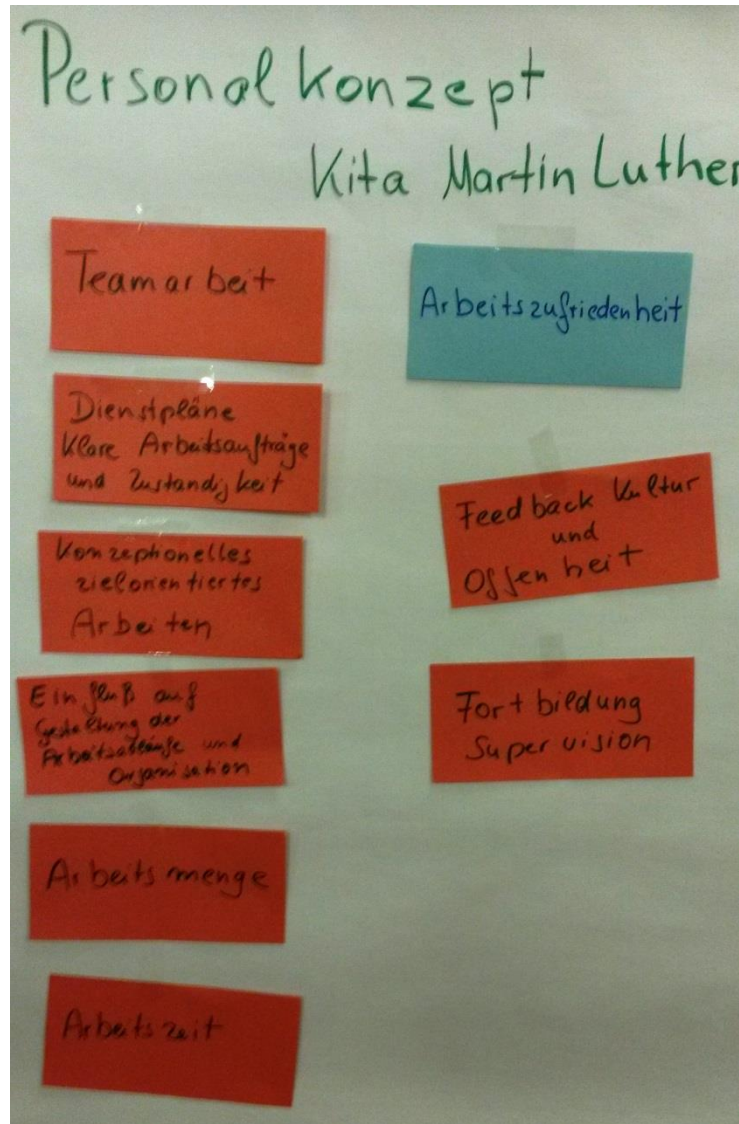 Personalkonzept
Kita Martin Luther
Teamarbeit
Dienstpläne
Klare Arbeitsaufträge
und Zuständigkeit
Konzeptionelles
zielorientiertes
Arbeiten
Einfluß auf
Gestaltung der
Arbeitsabläufe und
Organisation
Arbeitsmenge
Arbeitszeit
Arbeitszufriedenheit
Feedback Kultur
und
Offenheit
Fortbildung
Supervision